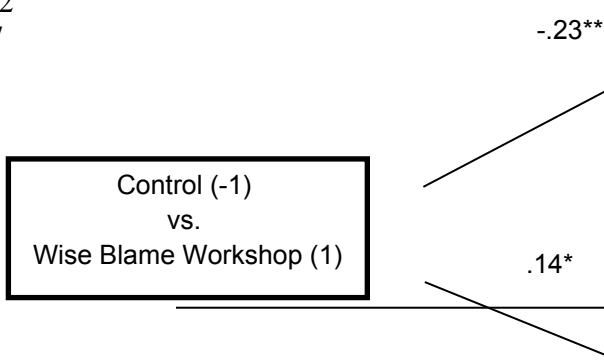 -.23**
Control (-1)
vs.
Wise Blame Workshop (1)
.14*